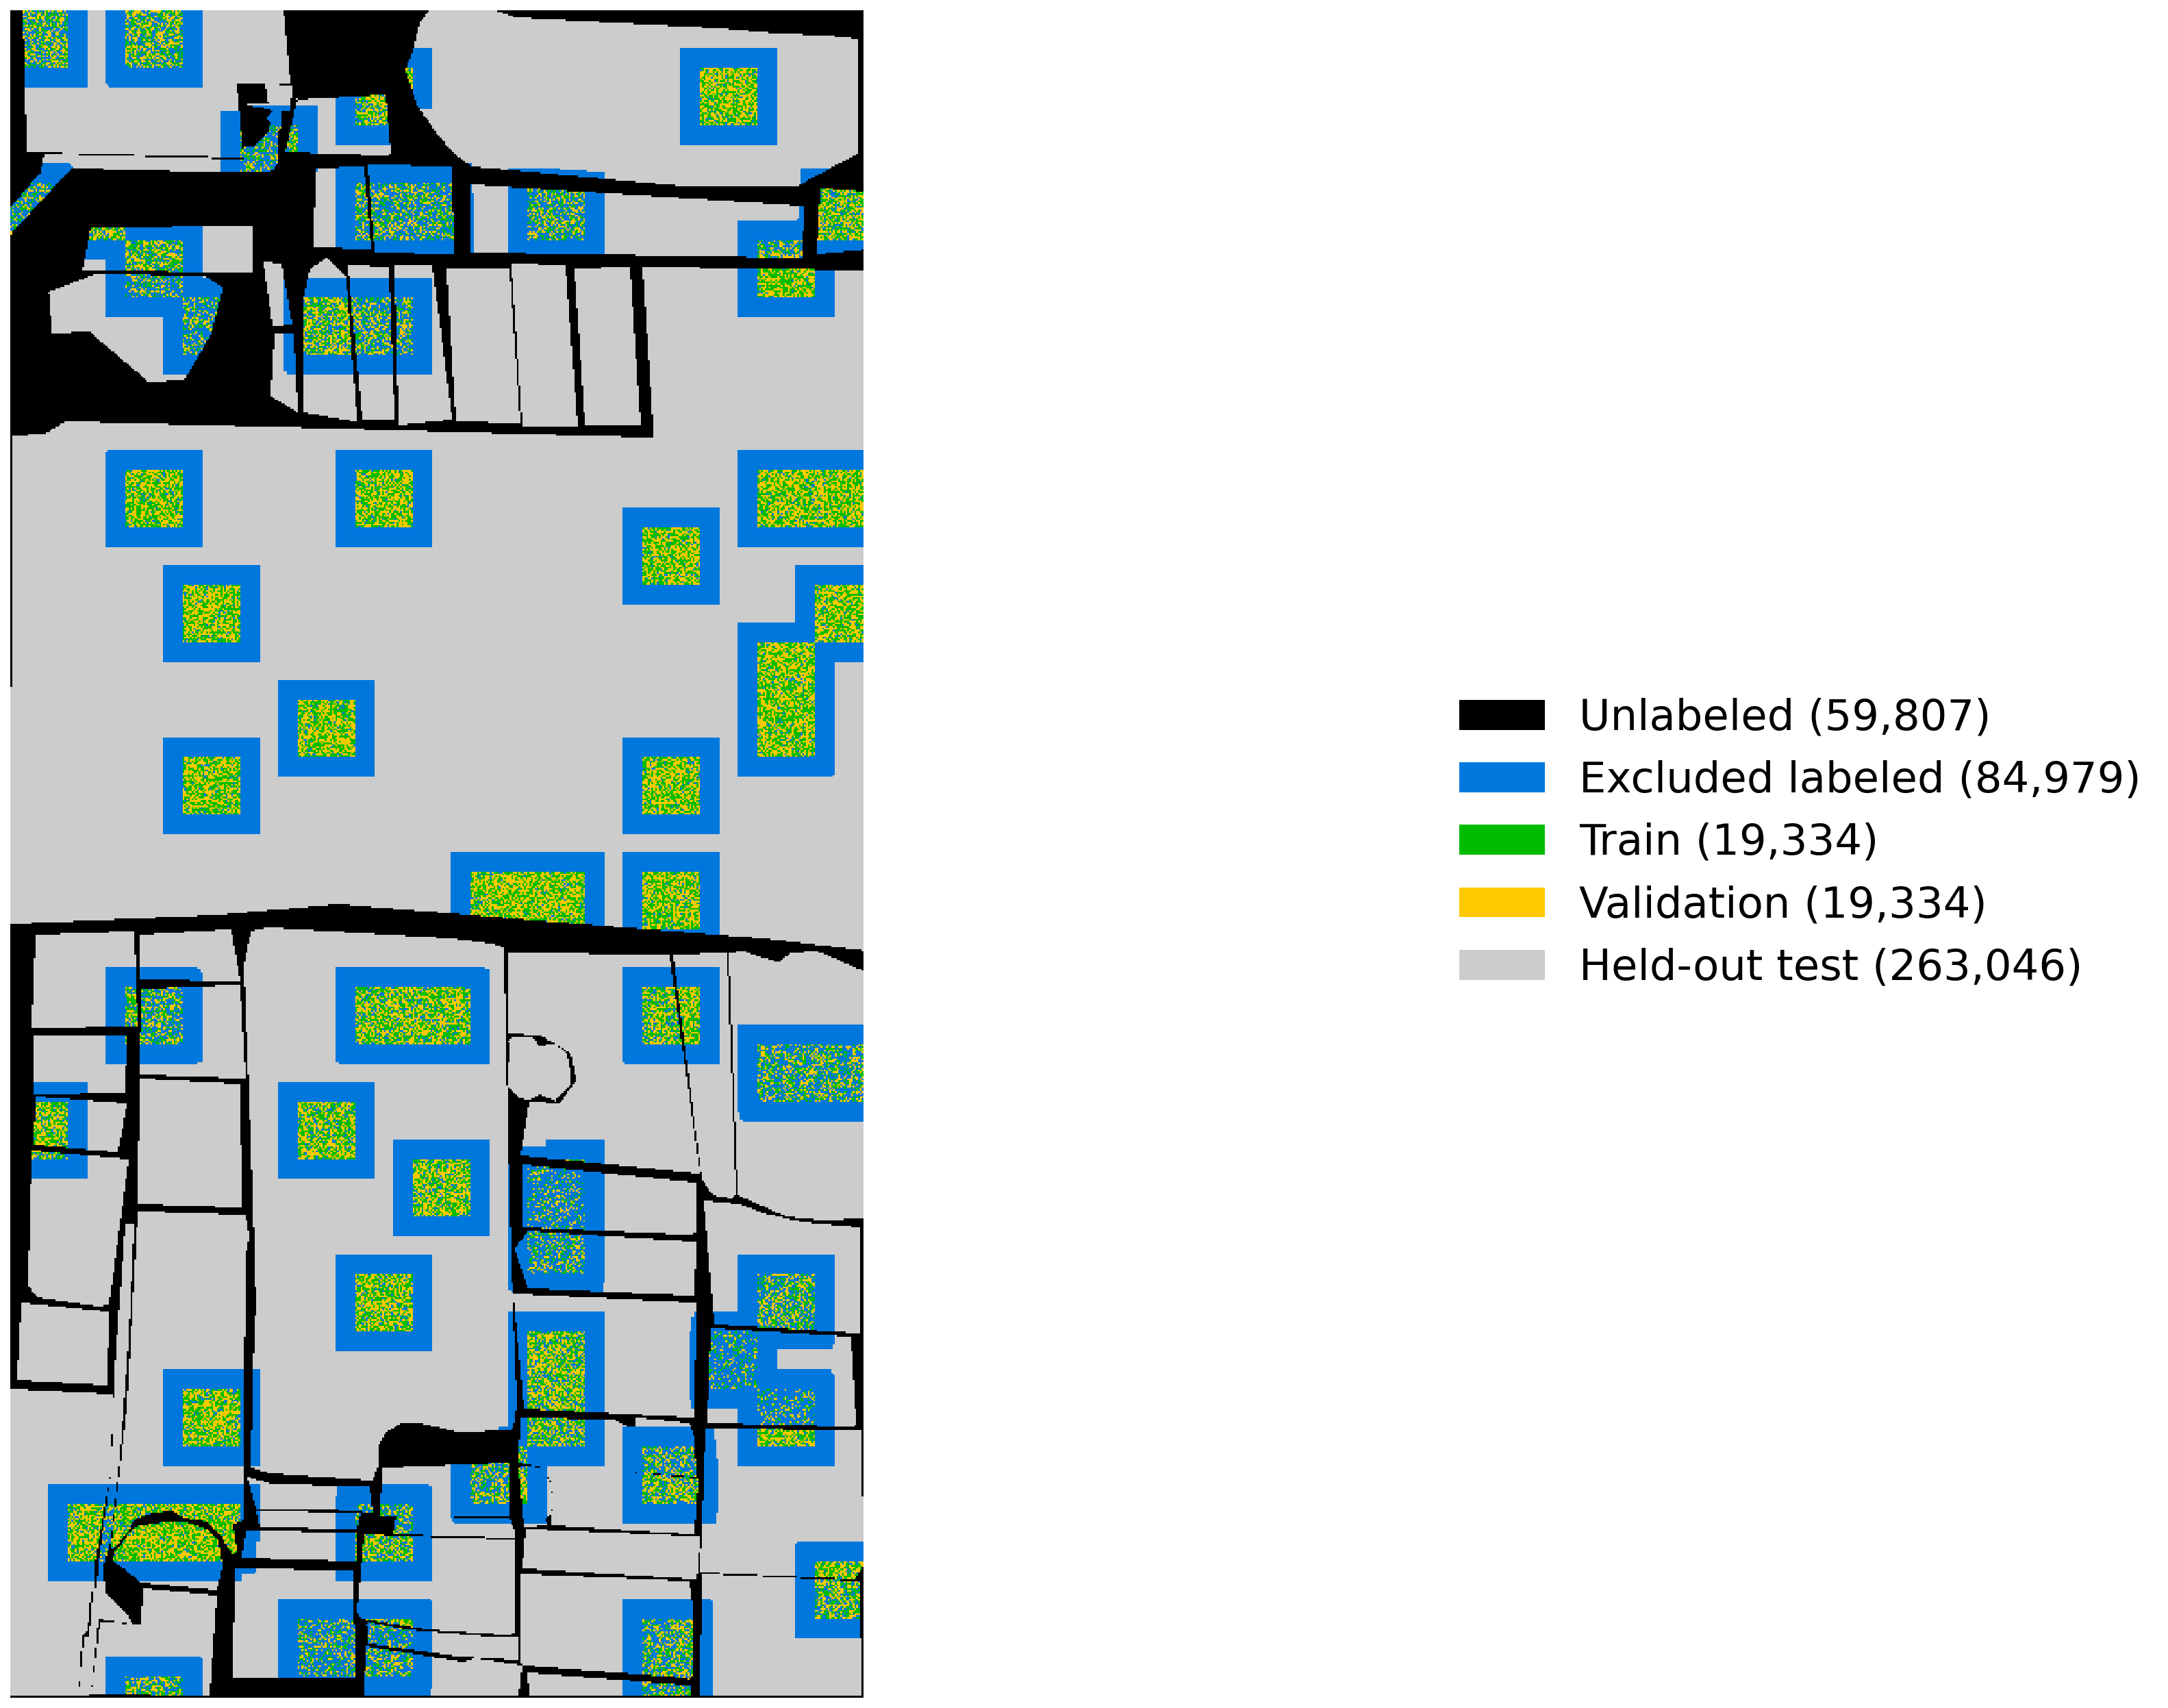 Unlabeled (59,807)
Excluded labeled (84,979)
Train (19,334)
Validation (19,334)
Held-out test (263,046)